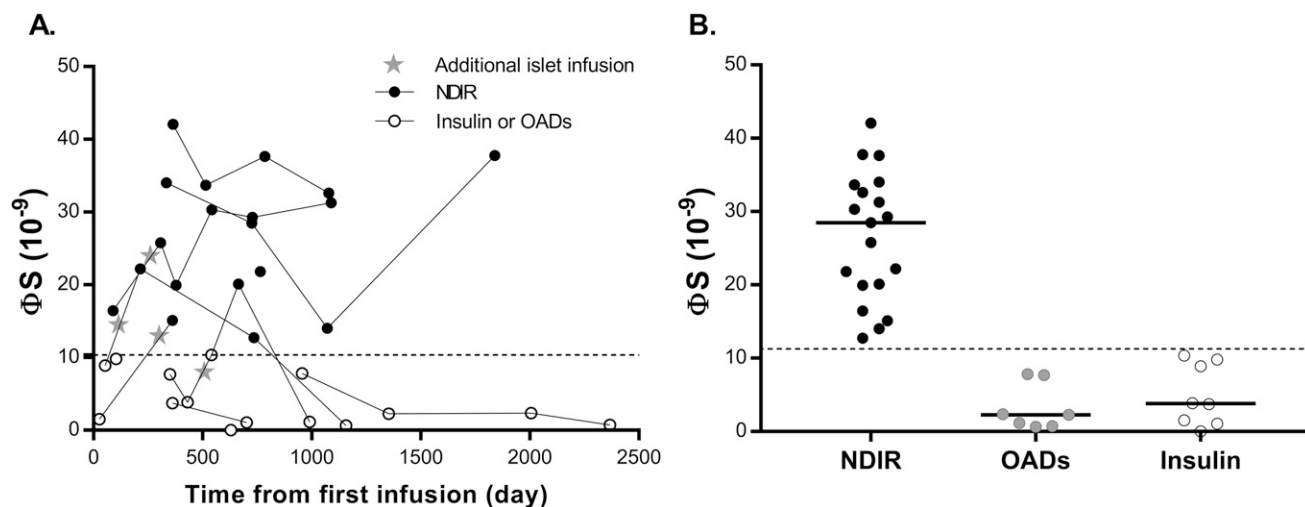 A.
ΦS (10-9)
50
40
30
20
10
0
0 500 1000 1500 2000 2500
Time from first infusion (day)
Additional islet infusion
NDIR
Insulin or OADs
B.
ΦS (10-9)
50
40
30
20
10
0
NDIR OADs Insulin